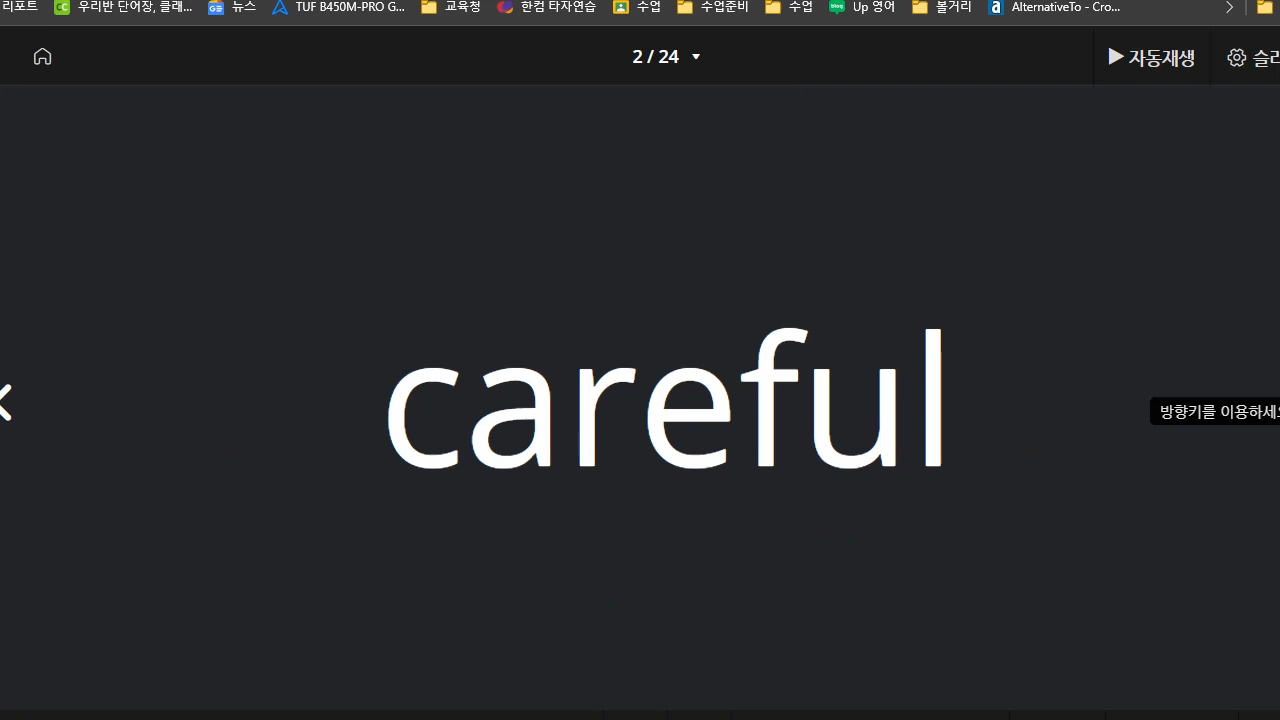 리포트 우리반 단어장, 클래... 뉴스 TUF B450M-PRO G... 교육청 한컴 타자연습 수업 수업준비 수업 Up 영어 볼거리 AlternativeTo - Cro...
2 / 24 자동재생 슬라
careful
방향키를 이용하세요